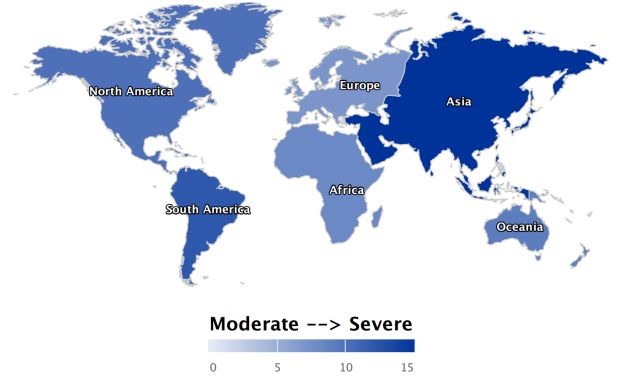 North America
Europe
Asia
Africa
South America
Oceania
Moderate --> Severe
0 5 10 15